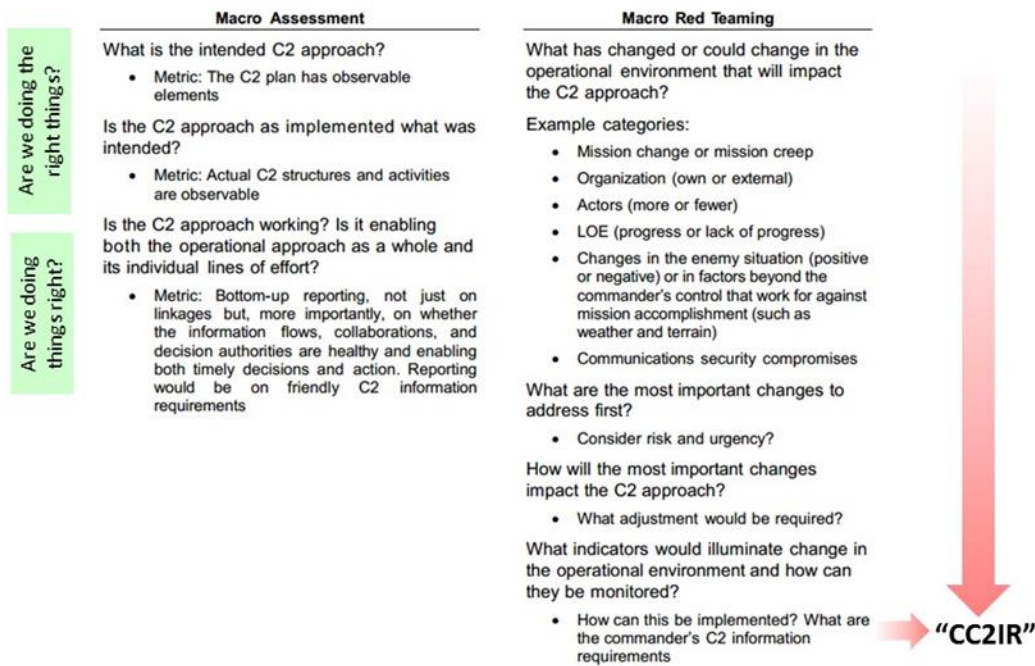 Are we doing the
right things?
Are we doing
things right?
Macro Assessment
What is the intended C2 approach?
• Metric: The C2 plan has observable
elements
Is the C2 approach as implemented what was
intended?
• Metric: Actual C2 structures and activities
are observable
Is the C2 approach working? Is it enabling
both the operational approach as a whole and
its individual lines of effort?
• Metric: Bottom-up reporting, not just on
linkages but, more importantly, on whether
the information flows, collaborations, and
decision authorities are healthy and enabling
both timely decisions and action. Reporting
would be on friendly C2 information
requirements
Macro Red Teaming
What has changed or could change in the
operational environment that will impact
the C2 approach?
Example categories:
• Mission change or mission creep
• Organization (own or external)
• Actors (more or fewer)
• LOE (progress or lack of progress)
• Changes in the enemy situation (positive
or negative) or in factors beyond the
commander's control that work for against
mission accomplishment (such as
weather and terrain)
• Communications security compromises
What are the most important changes to
address first?
• Consider risk and urgency?
How will the most important changes
impact the C2 approach?
• What adjustment would be required?
What indicators would illuminate change in
the operational environment and how can
they be monitored?
• How can this be implemented? What are
the commander's C2 information
requirements
“CC2IR”